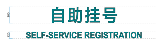 自助挂号
SELF-SERVICE REGISTRATION